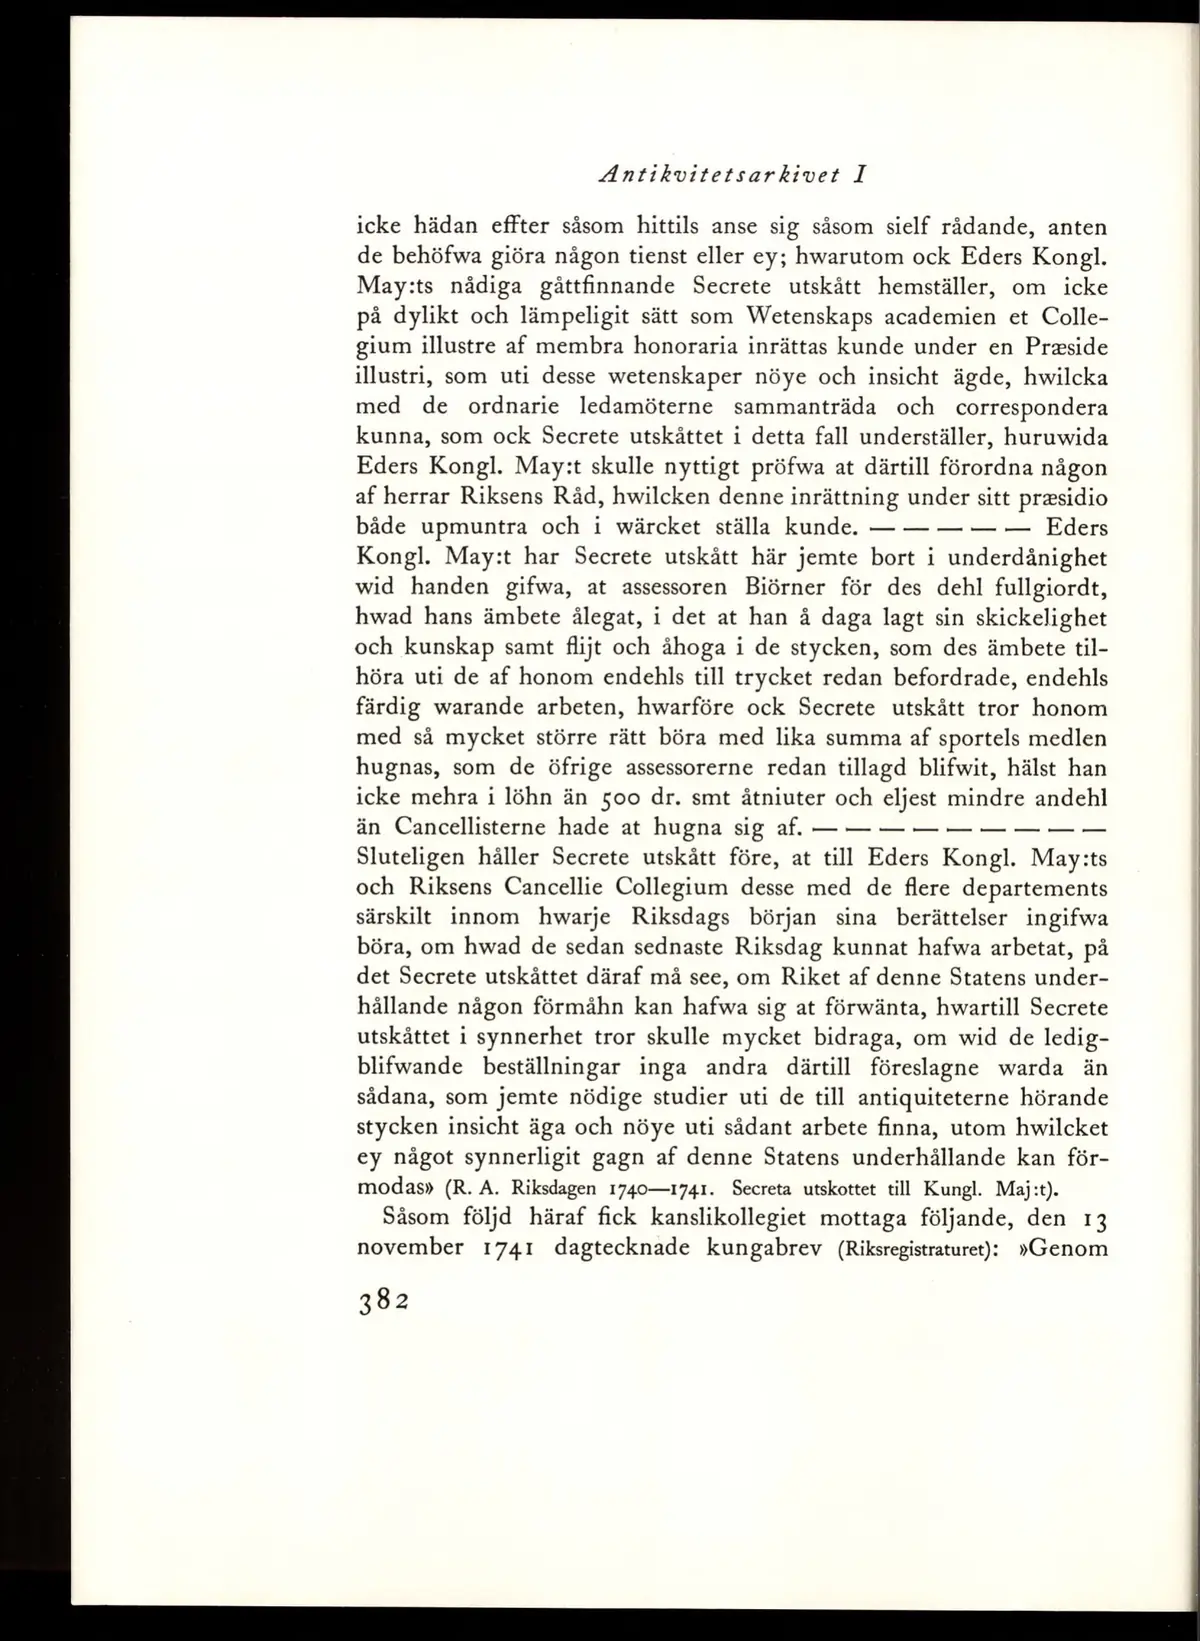 Antikvitetsarkivet I
icke hädan effter såsom hittils anse sig såsom sielf rådande, anten
de behöfwa giöra någon tienst eller ey; hwarutom ock Eders Kongl.
May:ts nådiga gåttfinnande Secrete utskått hemställer, om icke
på dylikt och lämpeligit sätt som Wetenskaps academien et Colle-
gium illustre af membra honoraria inrättas kunde under en Præside
illustri, som uti desse wetenskaper nöye och insicht ägde, hwilcka
med de ordnarie ledamöterne sammanträda och correspondera
kunna, som ock Secrete utskåttet i detta fall underställer, huruwida
Eders Kongl. May:t skulle nyttigt pröfwa at därtill förordna någon
af herrar Riksens Råd, hwilcken denne inrättning under sitt præsidio
både upmuntra och i wärcket ställa kunde. — — — — — Eders
Kongl. May:t har Secrete utskått här jemte bort i underdånighet
wid handen gifwa, at assessoren Biörner för des dehl fullgiordt,
hwad hans ämbete ålegat, i det at han å daga lagt sin skickelighet
och kunskap samt flijt och åhoga i de stycken, som des ämbete til-
höra uti de af honom endehls till trycket redan befordrade, endehls
färdig warande arbeten, hwarföre ock Secrete utskått tror honom
med så mycket större rätt böra med lika summa af sportels medlen
hugnas, som de öfrige assessorerne redan tillagd blifwit, hälst han
icke mehra i löhn än 500 dr. smt åtniuter och eljest mindre andehl
än Cancellisterne hade at hugna sig af. — — — — — — — — —
Sluteligen håller Secrete utskått före, at till Eders Kongl. May:ts
och Riksens Cancellie Collegium desse med de flere departements
särskilt innom hwarje Riksdags början sina berättelser ingifwa
böra, om hwad de sedan sednaste Riksdag kunnat hafwa arbetat, på
det Secrete utskåttet däraf må see, om Riket af denne Statens under-
hållande någon förmåhn kan hafwa sig at förwänta, hwartill Secrete
utskåttet i synnerhet tror skulle mycket bidraga, om wid de ledig-
blifwande beställningar inga andra därtill föreslagne warda än
sådana, som jemte nödige studier uti de till antiquiteterne hörande
stycken insicht äga och nöye uti sådant arbete finna, utom hwilcket
ey något synnerligit gagn af denne Statens underhållande kan för-
modas» (R. A. Riksdagen 1740—1741. Secreta utskottet till Kungl. Maj:t).
Såsom följd häraf fick kanslikollegiet mottaga följande, den 13
november 1741 dagtecknade kungabrev (Riksregistraturet): »Genom
382